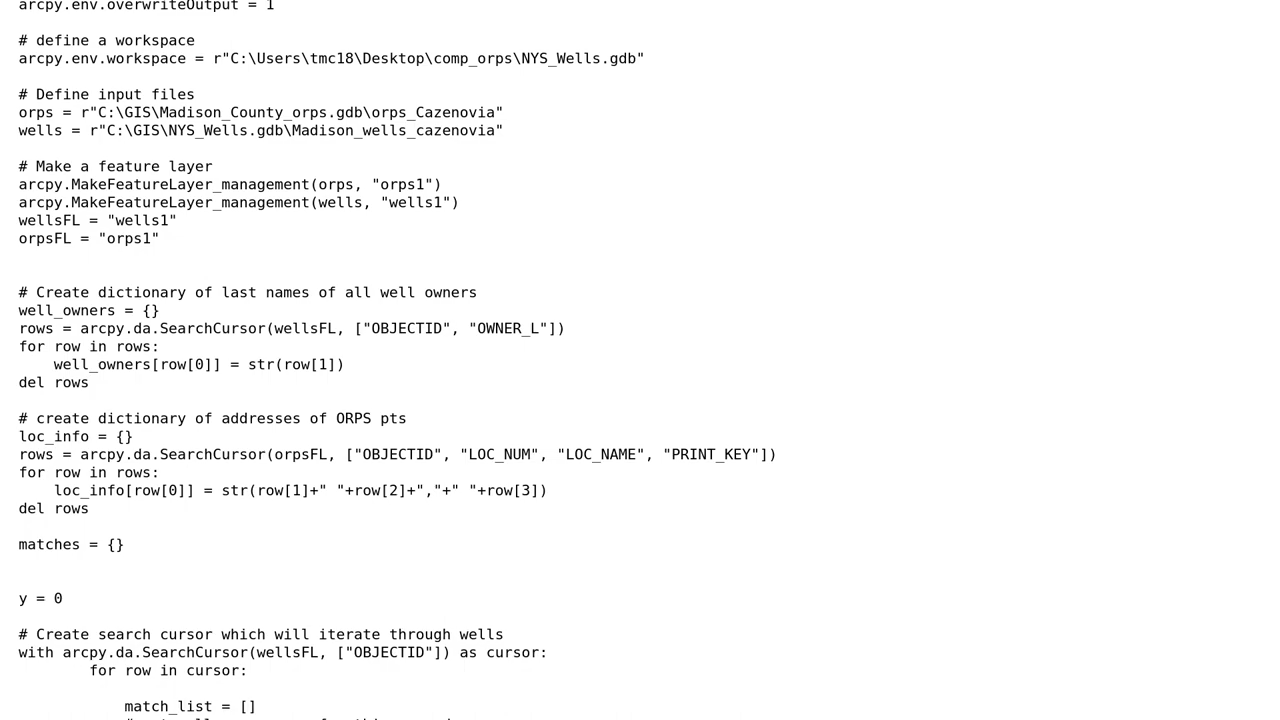 arcpy.env.overwriteOutput = 1
# define a workspace
arcpy.env.workspace = r"C:\Users\tmc18\Desktop\comp_orps\NYS_Wells.gdb"
# Define input files
orps = r"C:\GIS\Madison_County_orps.gdb\orps_Cazenovia"
wells = r"C:\GIS\NYS_Wells.gdb\Madison_wells_cazenovia"
# Make a feature layer
arcpy.MakeFeatureLayer_management(orps, "orps1")
arcpy.MakeFeatureLayer_management(wells, "wells1")
wellsFL = "wells1"
orpsFL = "orps1"
# Create dictionary of last names of all well owners
well_owners = {}
rows = arcpy.da.SearchCursor(wellsFL, ["OBJECTID", "OWNER_L"])
for row in rows:
    well_owners[row[0]] = str(row[1])
del rows
# create dictionary of addresses of ORPS pts
loc_info = {}
rows = arcpy.da.SearchCursor(orpsFL, ["OBJECTID", "LOC_NUM", "LOC_NAME", "PRINT_KEY"])
for row in rows:
    loc_info[row[0]] = str(row[1]+" "+row[2]+","+" "+row[3])
del rows
matches = {}
y = 0
# Create search cursor which will iterate through wells
with arcpy.da.SearchCursor(wellsFL, ["OBJECTID"]) as cursor:
        for row in cursor:
            match_list = []